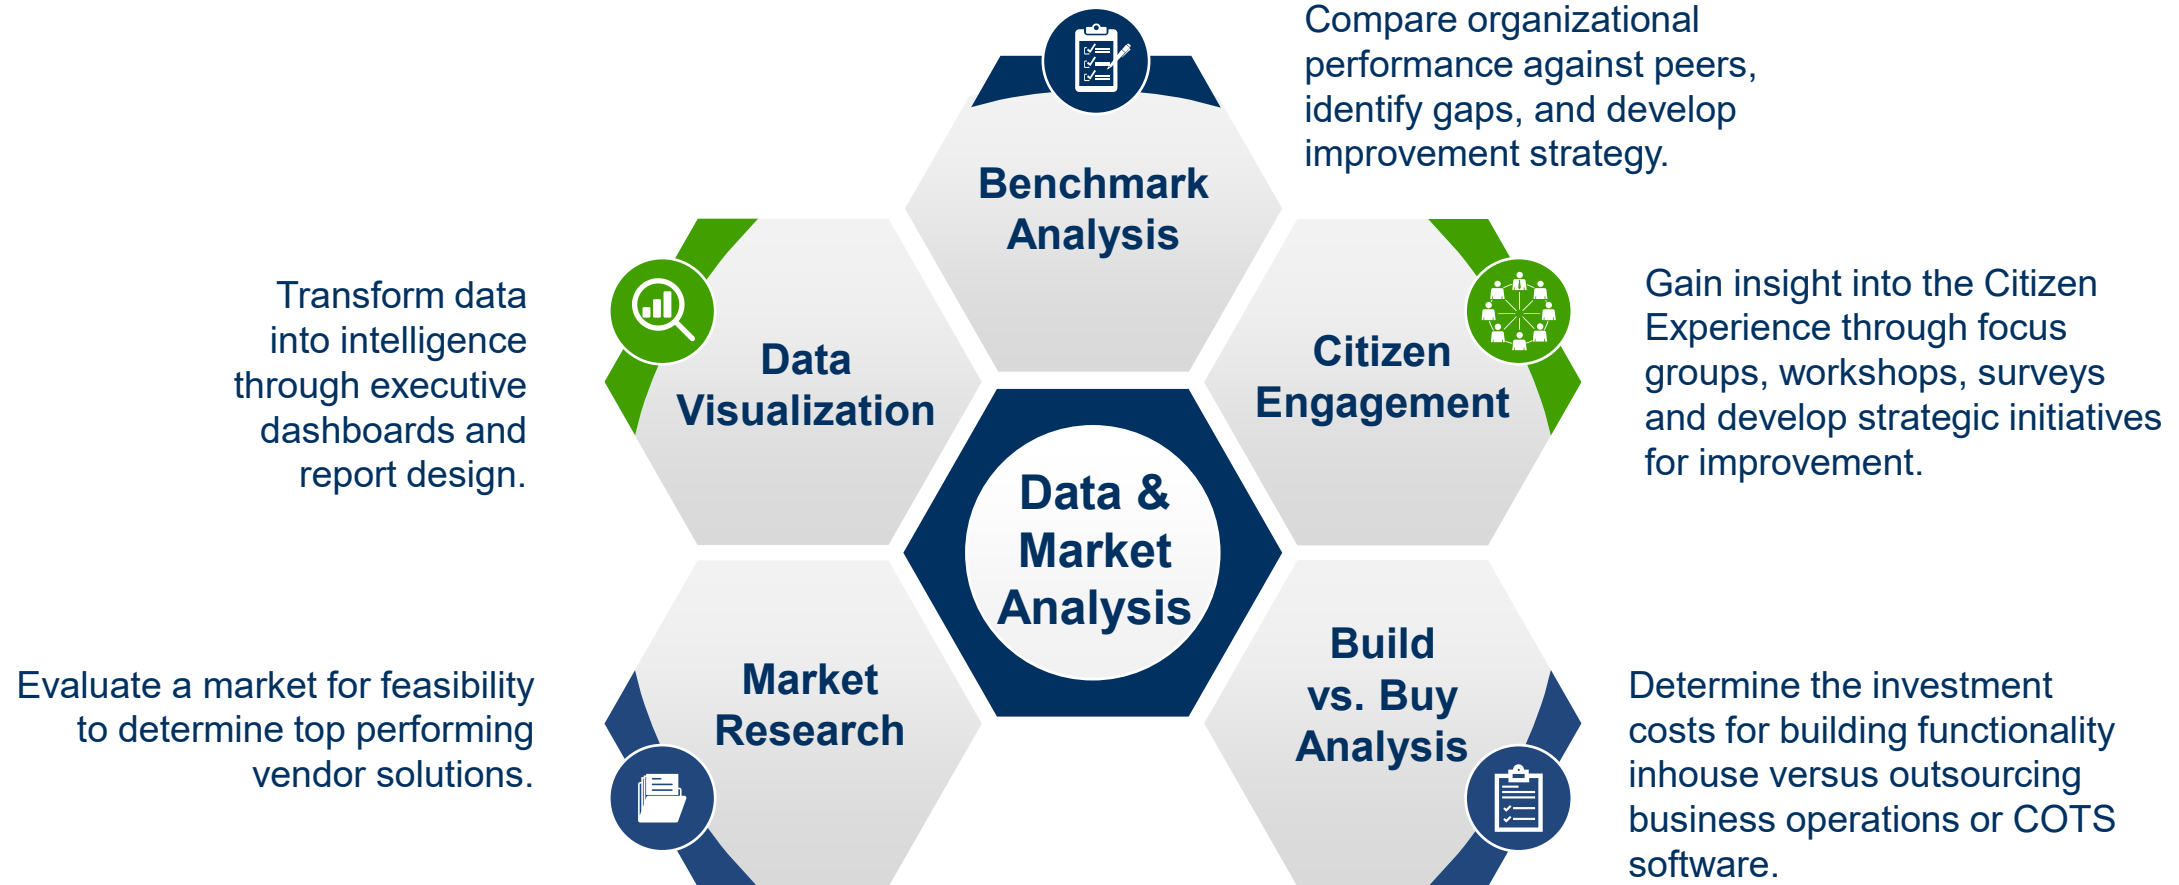 Compare organizational
performance against peers,
identify gaps, and develop
improvement strategy.
Benchmark
Analysis
Transform data
into intelligence
through executive
dashboards and
report design.
Data
Visualization
Citizen
Engagement
Gain insight into the Citizen
Experience through focus
groups, workshops, surveys
and develop strategic initiatives
for improvement.
Data &
Market
Analysis
Evaluate a market for feasibility
to determine top performing
vendor solutions.
Market
Research
Build
vs. Buy
Analysis
Determine the investment
costs for building functionality
inhouse versus outsourcing
business operations or COTS
software.